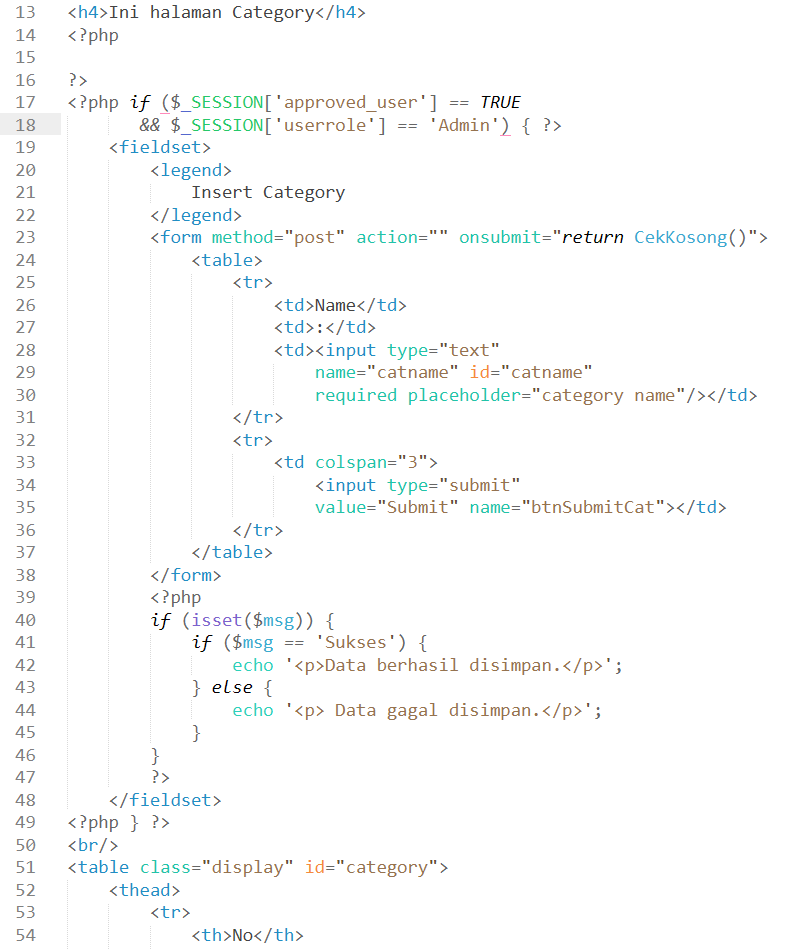 13 <h4>Ini halaman Category</h4>
14 <?php
15
16 ?>
17 <?php if ($_SESSION['approved_user'] == TRUE
18 && $_SESSION['userrole'] == 'Admin') { ?>
19 <fieldset>
20 <legend>
21 Insert Category
22 </legend>
23 <form method="post" action="" onsubmit="return CekKosong()">
24 <table>
25 <tr>
26 <td>Name</td>
27 <td>:</td>
28 <td><input type="text"
29 name="catname" id="catname"
30 required placeholder="category name"/></td>
31 </tr>
32 <tr>
33 <td colspan="3">
34 <input type="submit"
35 value="Submit" name="btnSubmitCat"></td>
36 </tr>
37 </table>
38 </form>
39 <?php
40 if (isset($msg)) {
41 if ($msg == 'Sukses') {
42 echo '<p>Data berhasil disimpan.</p>';
43 } else {
44 echo '<p> Data gagal disimpan.</p>';
45 }
46 }
47 ?>
48 </fieldset>
49 <?php } ?>
50 <br/>
51 <table class="display" id="category">
52 <thead>
53 <tr>
54 <th>No</th>